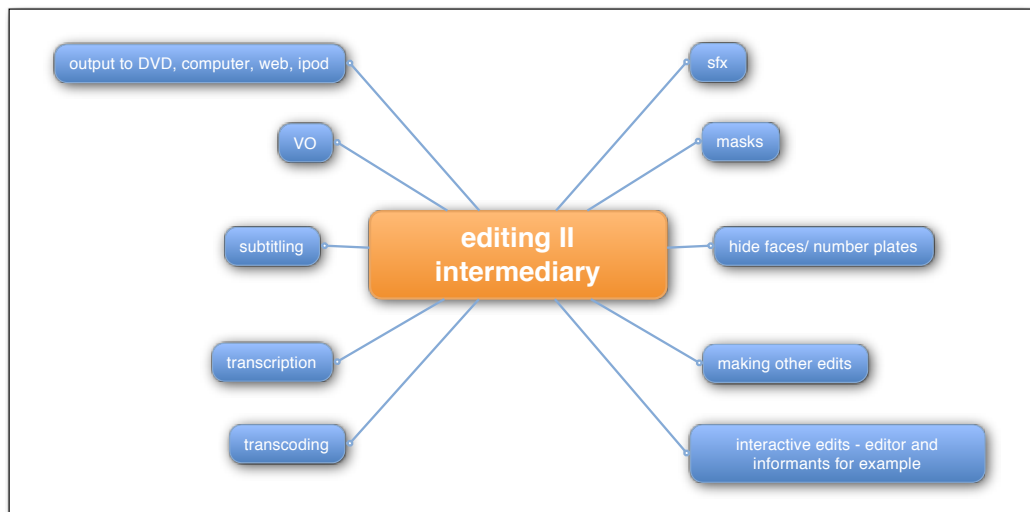 output to DVD, computer, web, ipod
VO
subtitling
transcription
transcoding
editing II
intermediary
sfx
masks
hide faces/ number plates
making other edits
interactive edits - editor and
informants for example